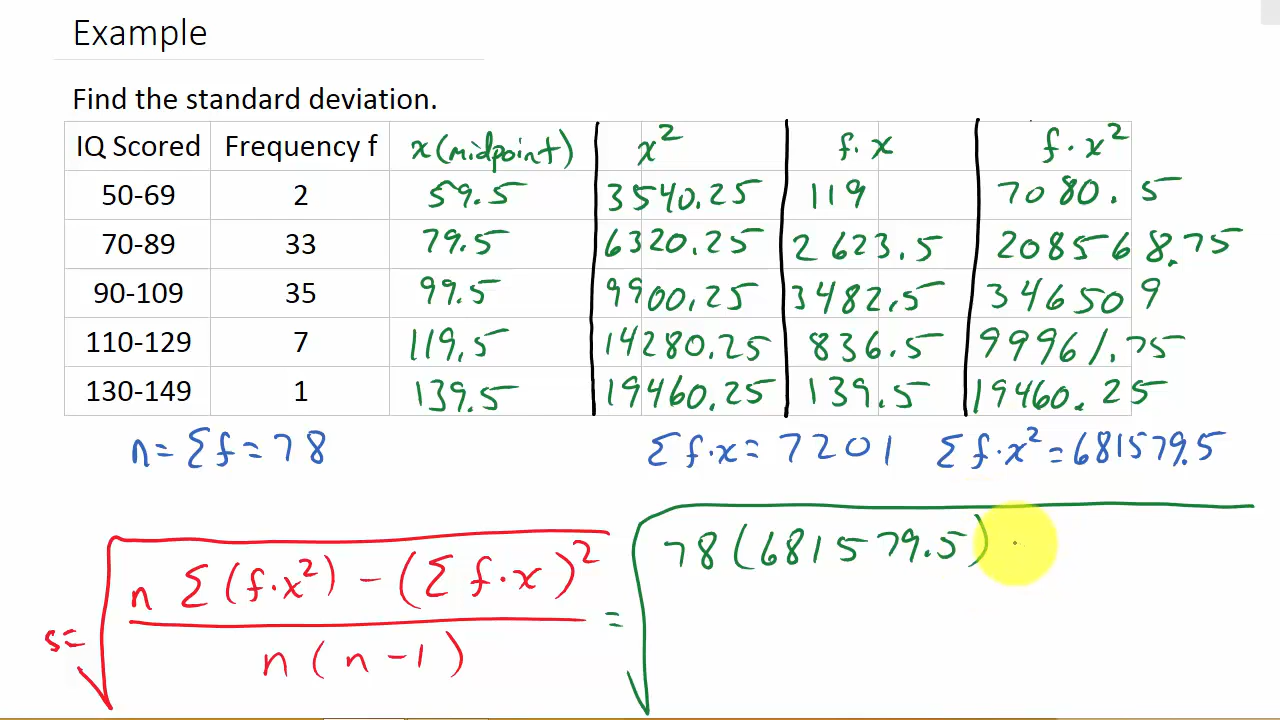 Example
Find the standard deviation.
IQ Scored Frequency f x(midpoint) x² f·x f·x²
50-69 2 59.5 3540.25 119 7080.5
70-89 33 79.5 6320.25 2623.5 208568.75
90-109 35 99.5 9900.25 3482.5 346509
110-129 7 119.5 14280.25 836.5 99961.75
130-149 1 139.5 19460.25 139.5 19460.25
n=Σf=78 Σf·x=7201 Σf·x²=681579.5
s=√((n Σ(f·x²) - (Σf·x)²)/(n(n-1))) = √(78(681579.5)